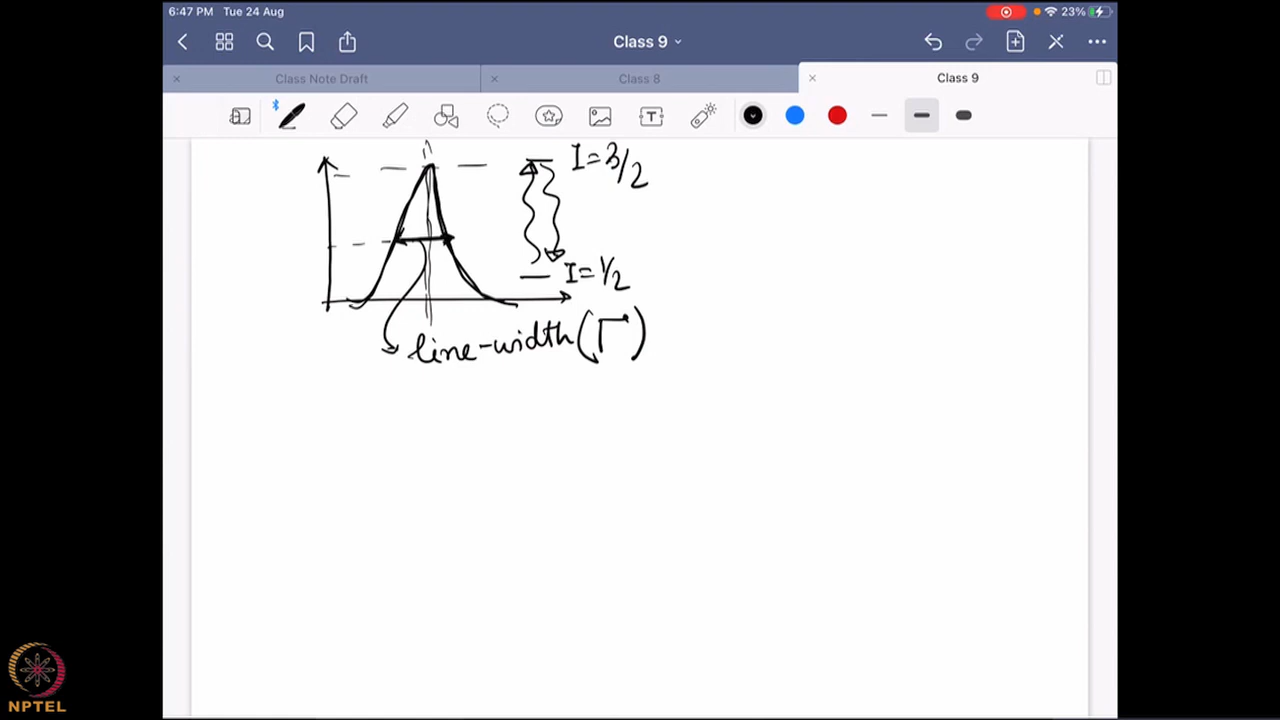 6:47 PM Tue 24 Aug
23%
Class 9
Class Note Draft
Class 8
Class 9
T
I=3/2
I=1/2
line-width (Γ)
NPTEL